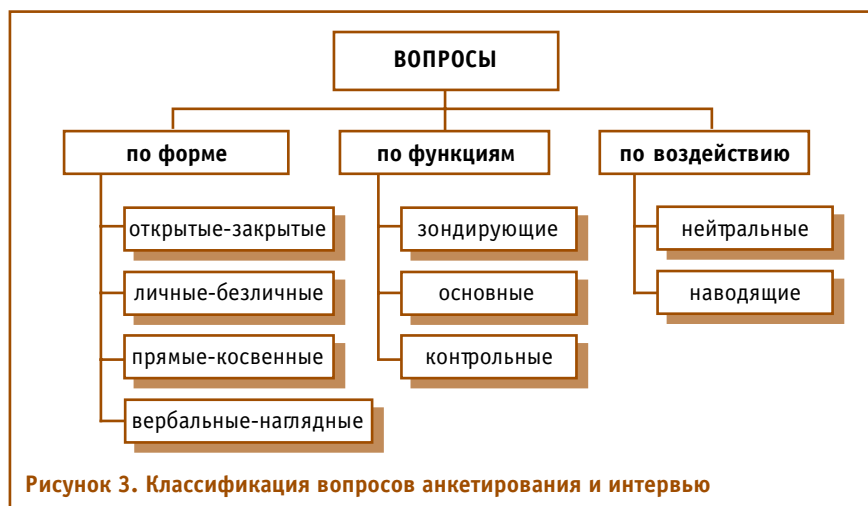 ВОПРОСЫ
по форме
открытые-закрытые
личные-безличные
прямые-косвенные
вербальные-наглядные
по функциям
зондирующие
основные
контрольные
по воздействию
нейтральные
наводящие
Рисунок 3. Классификация вопросов анкетирования и интервью